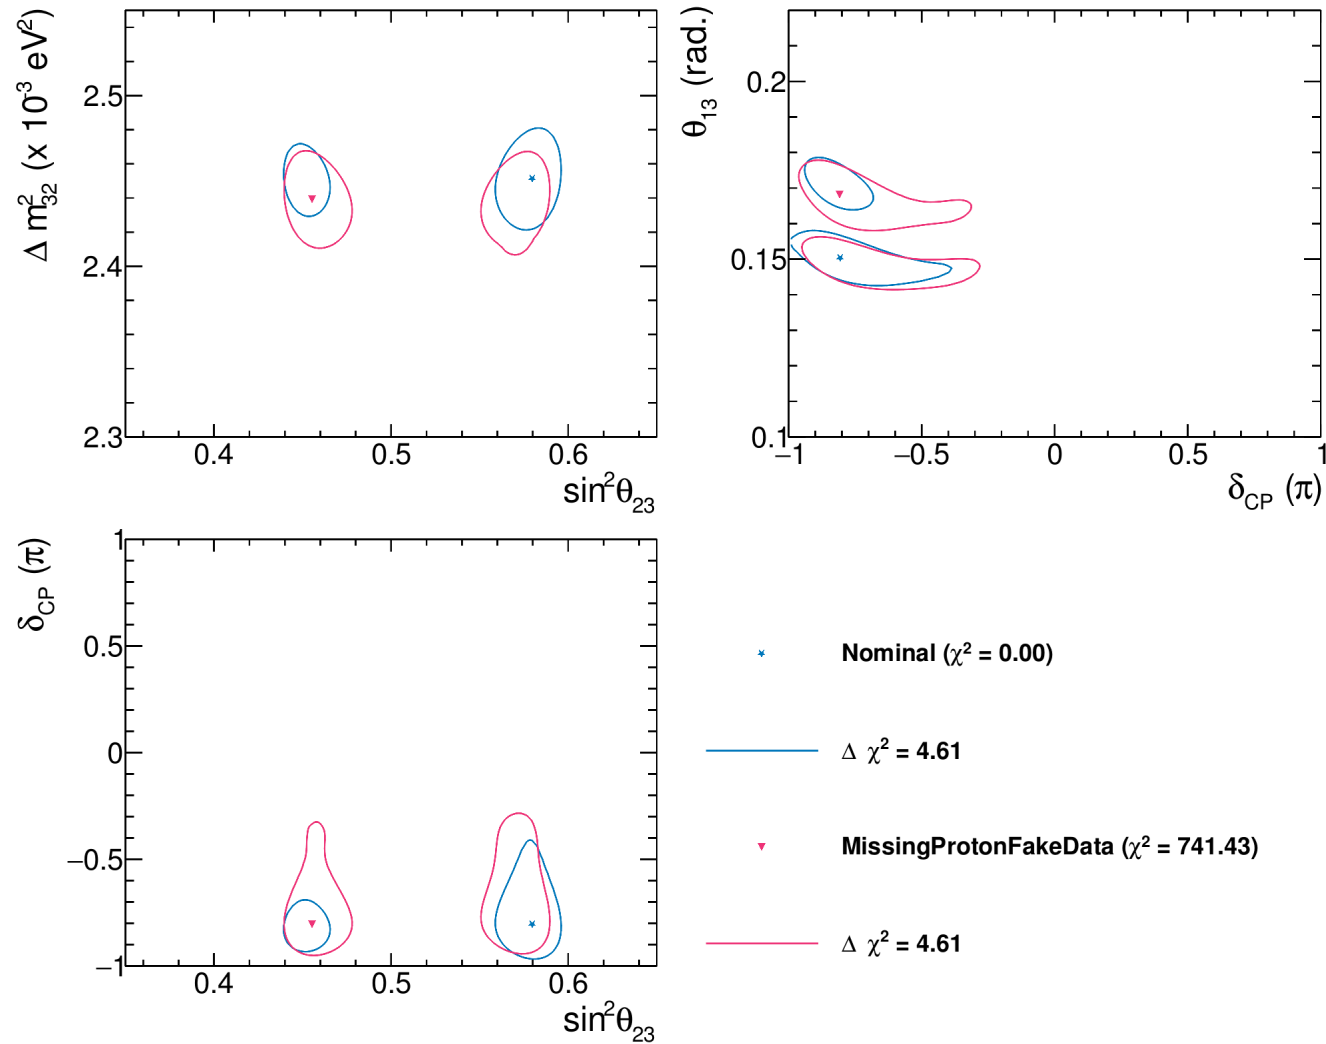 Δ m²₃₂ (x 10⁻³ eV²)
2.5
2.4
2.3
0.4 0.5 0.6
sin²θ₂₃
θ₁₃ (rad.)
0.2
0.15
0.1
−1 −0.5 0 0.5 1
δCP (π)
δCP (π)
1
0.5
0
−0.5
−1
0.4 0.5 0.6
sin²θ₂₃
Nominal (χ² = 0.00)
Δ χ² = 4.61
MissingProtonFakeData (χ² = 741.43)
Δ χ² = 4.61